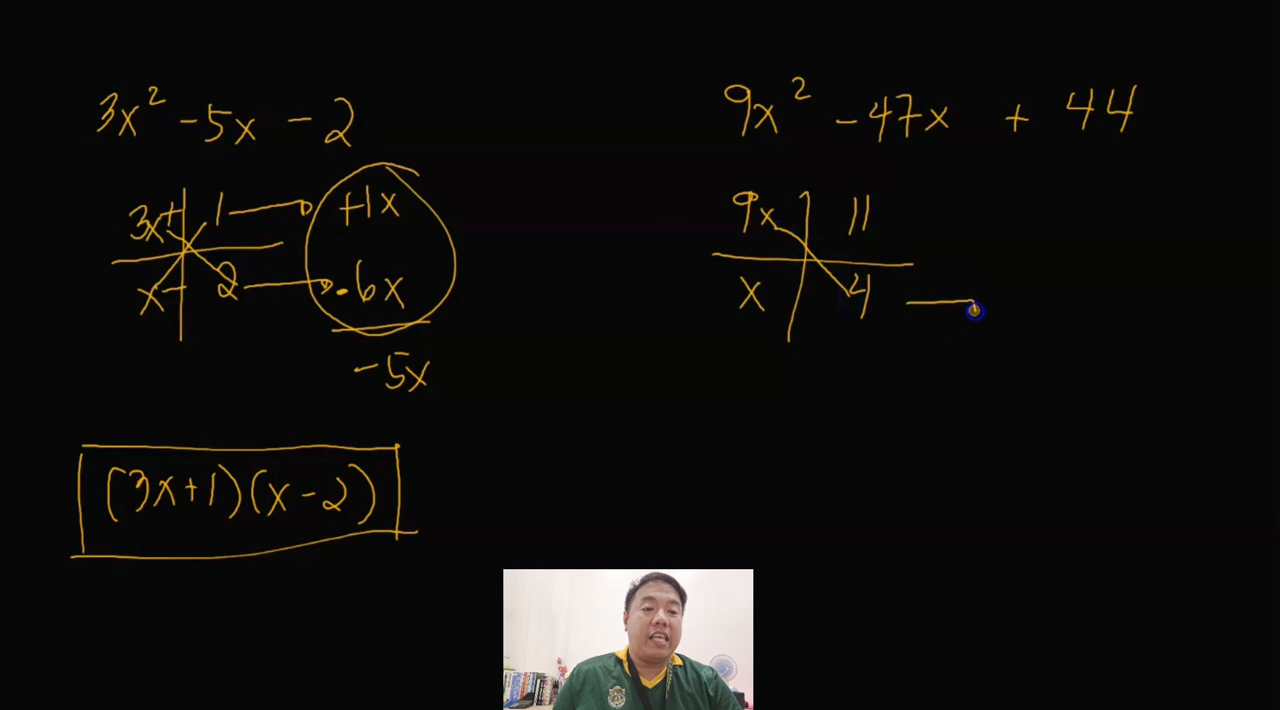 3x² - 5x - 2
3x + 1 +1x
x - 2 -6x
-5x
(3x+1)(x-2)
9x² - 47x + 44
9x 11
x 4